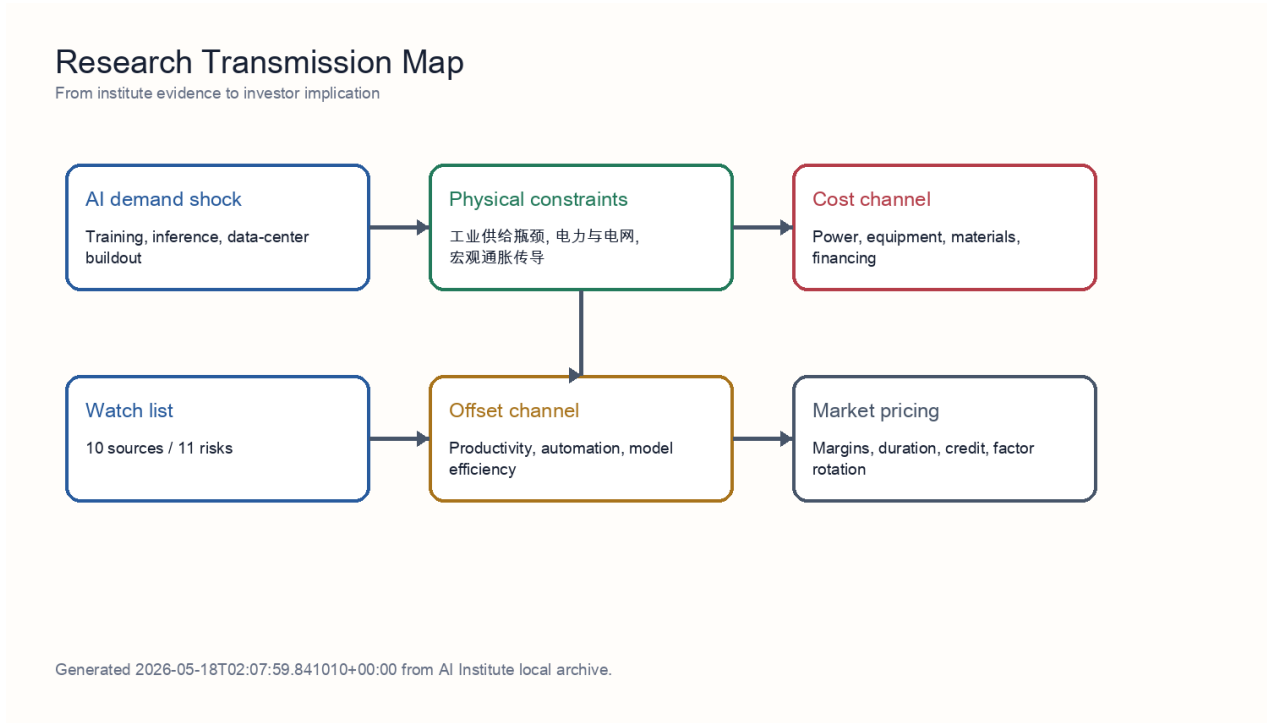 Research Transmission Map
From institute evidence to investor implication
AI demand shock
Training, inference, data-center
buildout
Physical constraints
工业供给瓶颈, 电力与电网,
宏观通胀传导
Cost channel
Power, equipment, materials,
financing
Watch list
10 sources / 11 risks
Offset channel
Productivity, automation, model
efficiency
Market pricing
Margins, duration, credit, factor
rotation
Generated 2026-05-18T02:07:59.841010+00:00 from AI Institute local archive.